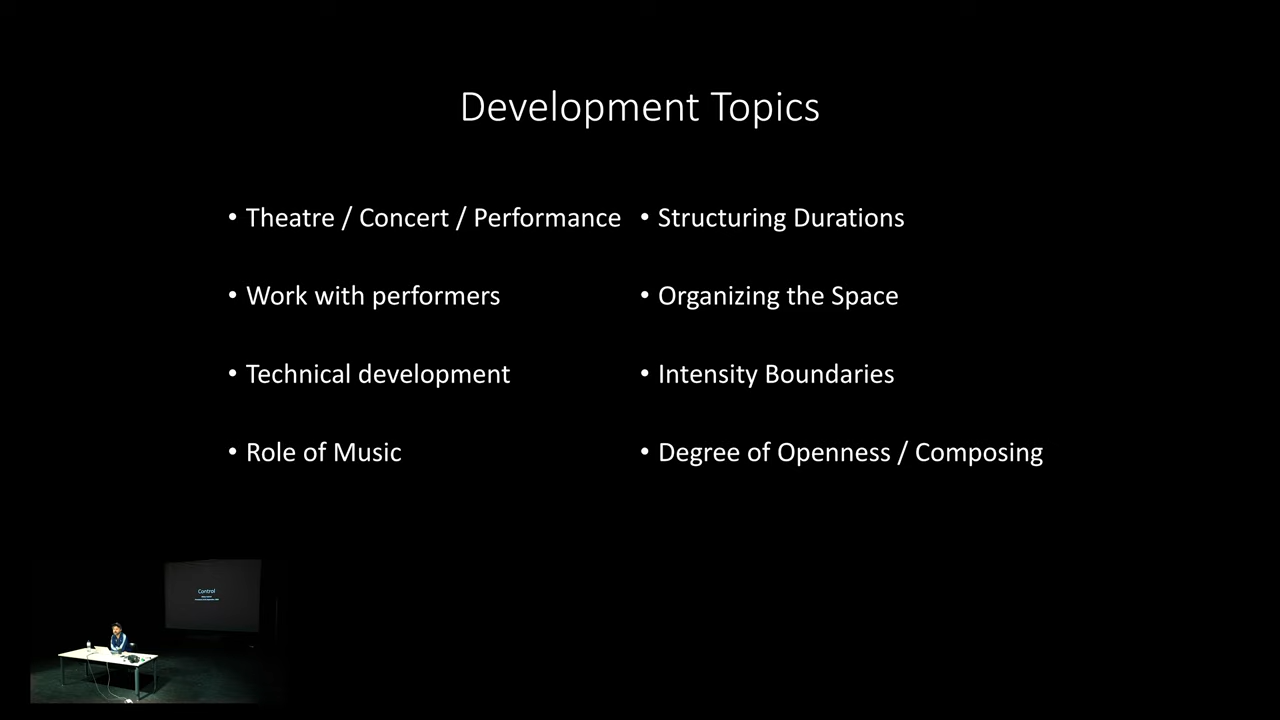 Development Topics
• Theatre / Concert / Performance
• Work with performers
• Technical development
• Role of Music
• Structuring Durations
• Organizing the Space
• Intensity Boundaries
• Degree of Openness / Composing
Control